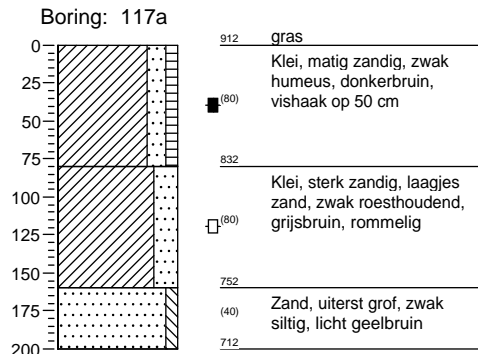 Boring: 117a
0
25
50
75
100
125
150
175
200
912 gras
Klei, matig zandig, zwak
humeus, donkerbruin,
vishaak op 50 cm
(80)
832
Klei, sterk zandig, laagjes
zand, zwak roesthoudend,
grijsbruin, rommelig
(80)
752
Zand, uiterst grof, zwak
siltig, licht geelbruin
(40)
712